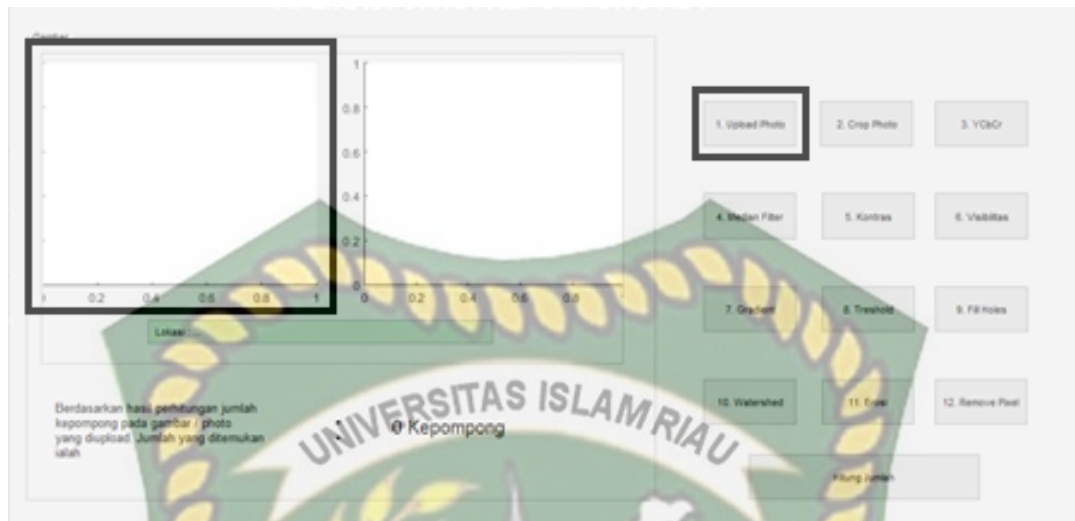 Gambar
1
0.8
0.6
0.4
0.2
0
0.2 0.4 0.6 0.8 1
0 0.2 0.4 0.6 0.8
Lokasi
Berdasarkan hasil perhitungan jumlah
kepompong pada gambar / photo
yang diupload. Jumlah yang ditemukan
ialah
:
0 Kepompong
1. Upload Photo
2. Crop Photo
3. YCbCr
4. Median Filter
5. Kontras
6. Visibilitas
7. Gradient
8. Treshold
9. Fill Holes
10. Watershed
11. Erosi
12. Remove Pixel
Hitung Jumlah
UNIVERSITAS ISLAM RIAU